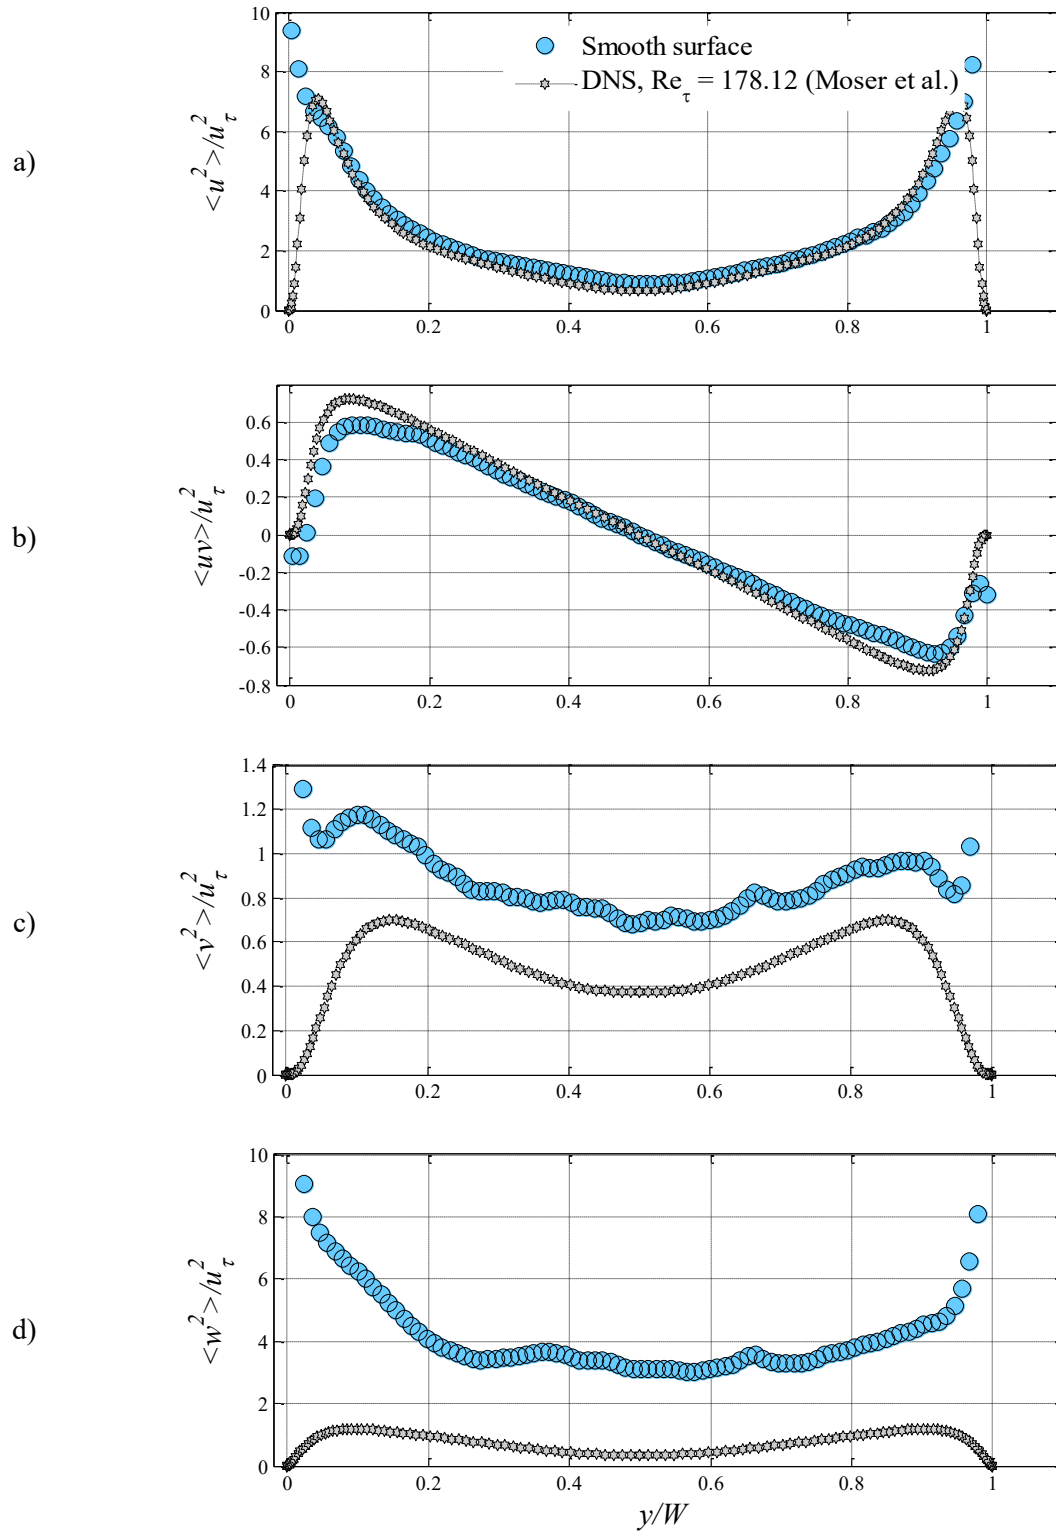 10
Smooth surface
8
DNS, Reτ = 178.12 (Moser et al.)
6
a)
<u²>/u²τ
4
2
0
0 0.2 0.4 0.6 0.8 1
0.6
0.4
0.2
b)
<uv>/u²τ
0
-0.2
-0.4
-0.6
-0.8
0 0.2 0.4 0.6 0.8 1
1.4
1.2
1
c)
<v²>/u²τ
0.8
0.6
0.4
0.2
0
0 0.2 0.4 0.6 0.8 1
10
8
6
d)
<w²>/u²τ
4
2
0
0 0.2 0.4 0.6 0.8 1
y/W